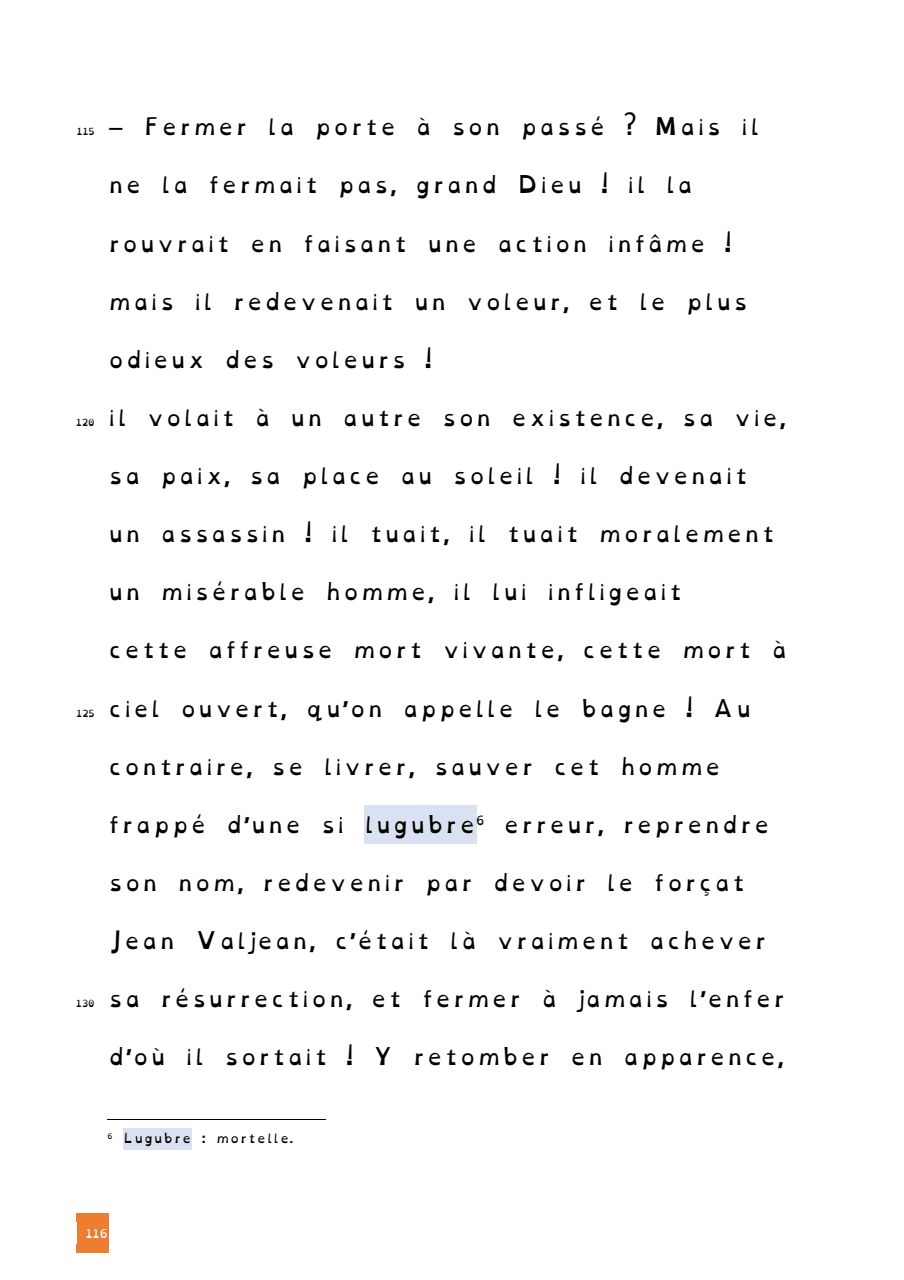 115 – Fermer la porte à son passé ? Mais il
ne la fermait pas, grand Dieu ! il la
rouvrait en faisant une action infâme !
mais il redevenait un voleur, et le plus
odieux des voleurs !
120 il volait à un autre son existence, sa vie,
sa paix, sa place au soleil ! il devenait
un assassin ! il tuait, il tuait moralement
un misérable homme, il lui infligeait
cette affreuse mort vivante, cette mort à
125 ciel ouvert, qu’on appelle le bagne ! Au
contraire, se livrer, sauver cet homme
frappé d’une si lugubre⁶ erreur, reprendre
son nom, redevenir par devoir le forçat
Jean Valjean, c’était là vraiment achever
130 sa résurrection, et fermer à jamais l’enfer
d’où il sortait ! Y retomber en apparence,
⁶ Lugubre : mortelle.
116